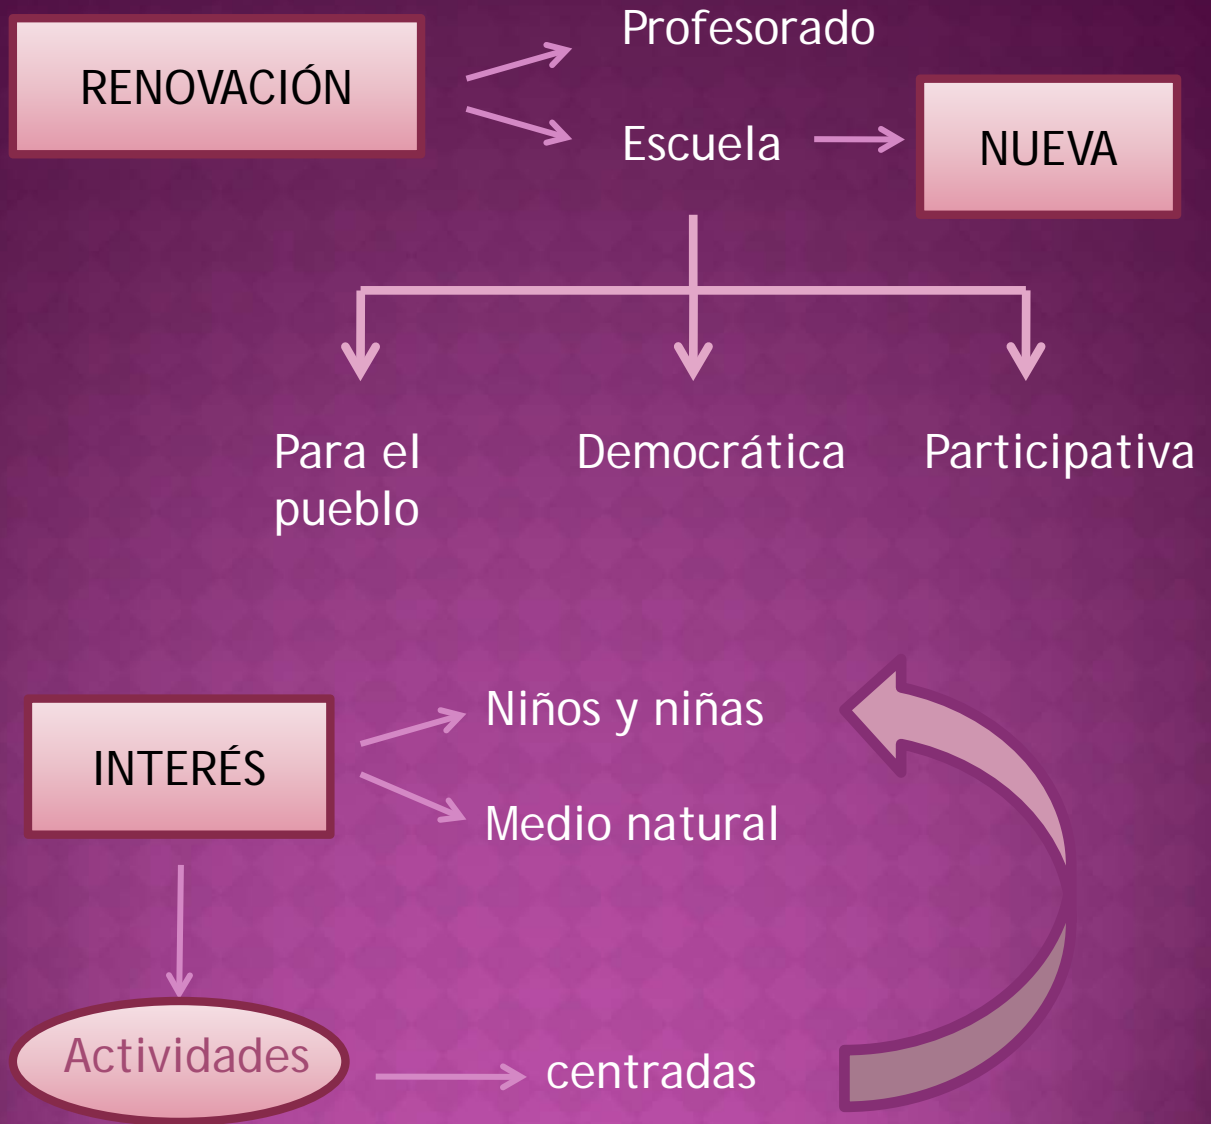 Profesorado
RENOVACIÓN
Escuela
NUEVA
Para el
pueblo
Democrática
Participativa
Niños y niñas
INTERÉS
Medio natural
Actividades
centradas